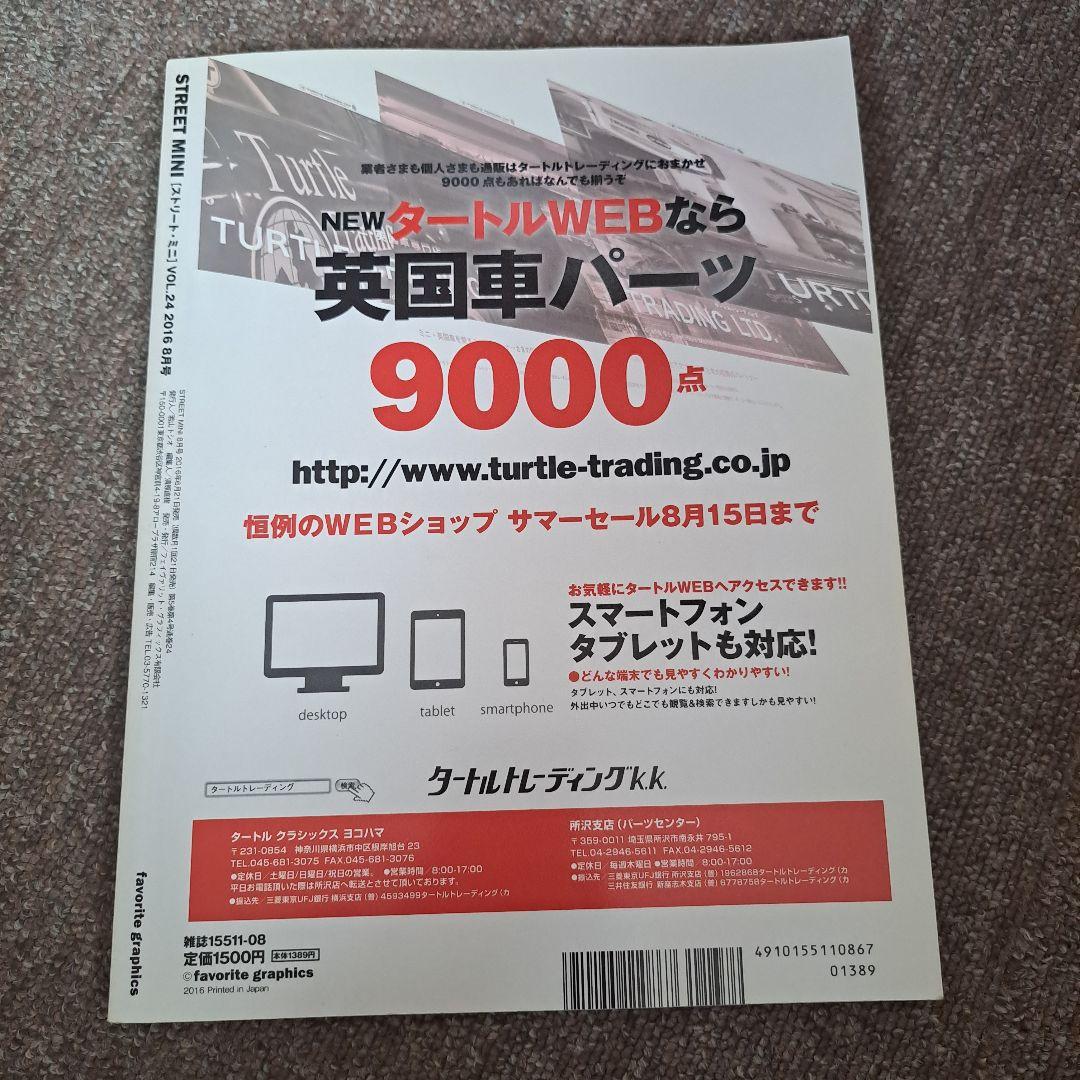 STREET MINI [ストリート・ミニ] VOL.24 2016 8月号
Turtle
TRADING LTD.
業者さまも個人さまも通販はタートルトレーディングにおまかせ
9000点もあればなんでも揃うぞ
NEWタートルWEBなら
英国車パーツ
9000点
http://www.turtle-trading.co.jp
恒例のWEBショップ サマーセール8月15日まで
お気軽にタートルWEBへアクセスできます!!
スマートフォン
タブレットも対応!
●どんな端末でも見やすくわかりやすい!
タブレット、スマートフォンにも対応!
外出中いつでもどこでも観覧&検索できますしかも見やすい!
desktop
tablet
smartphone
タートルトレーディング
検索
タートルトレーディングk.k.
タートル クラシックス ヨコハマ
〒231-0854 神奈川県横浜市中区根岸旭台23
TEL.045-681-3075 FAX.045-681-3076
●定休日/土曜日/日曜日/祝日の営業。 ●営業時間/8:00-17:00
平日お電話頂いた際は所沢店へ転送とさせて頂いております。
●振込先/三菱東京UFJ銀行 横浜支店 (普) 4593499タートルトレーディング(カ
所沢支店(パーツセンター)
〒359-0011 埼玉県所沢市南永井 795-1
TEL.04-2946-5611 FAX.04-2946-5612
●定休日/毎週木曜日 ●営業時間/8:00-17:00
●振込先/三菱東京UFJ銀行 所沢支店 (普) 1962868タートルトレーディング(カ
三井住友銀行 新座志木支店 (普) 6778758タートルトレーディング(カ
雑誌15511-08
定価1500円 本体1389円
©favorite graphics
2016 Printed in Japan
4910155110867
01389
favorite graphics